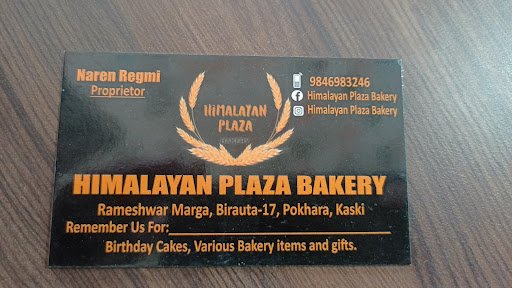 Naren Regmi
Proprietor
9846983246
Himalayan Plaza Bakery
Himalayan Plaza Bakery
HIMALAYAN
PLAZA
HIMALAYAN PLAZA BAKERY
Rameshwar Marga, Birauta-17, Pokhara, Kaski
Remember Us For:
Birthday Cakes, Various Bakery items and gifts.